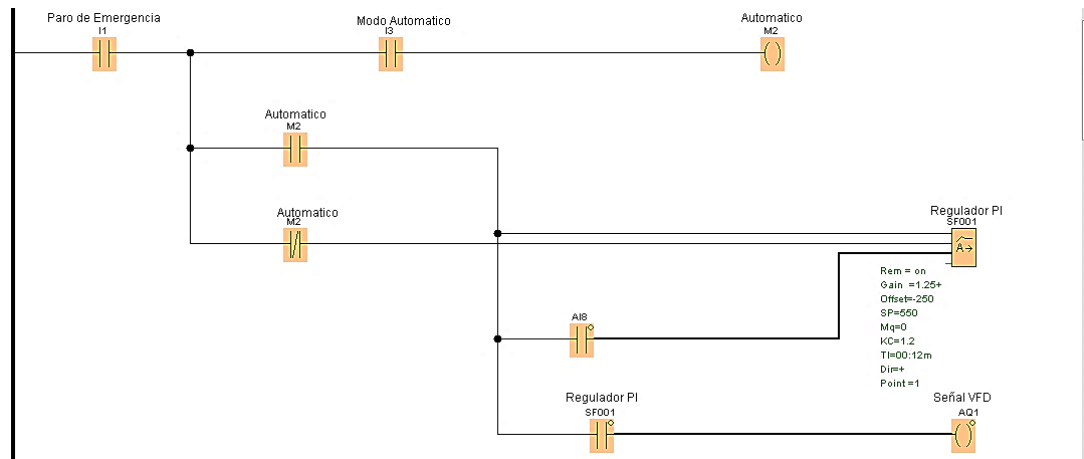 Paro de Emergencia
I1
Modo Automatico
I3
Automatico
M2
Automatico
M2
Automatico
M2
Regulador PI
SF001
A→
Rem = on
Gain =1.25+
Offset=-250
SP=550
Mq=0
KC=1.2
TI=00:12m
Dir=+
Point =1
AI8
Regulador PI
SF001
Señal VFD
AQ1